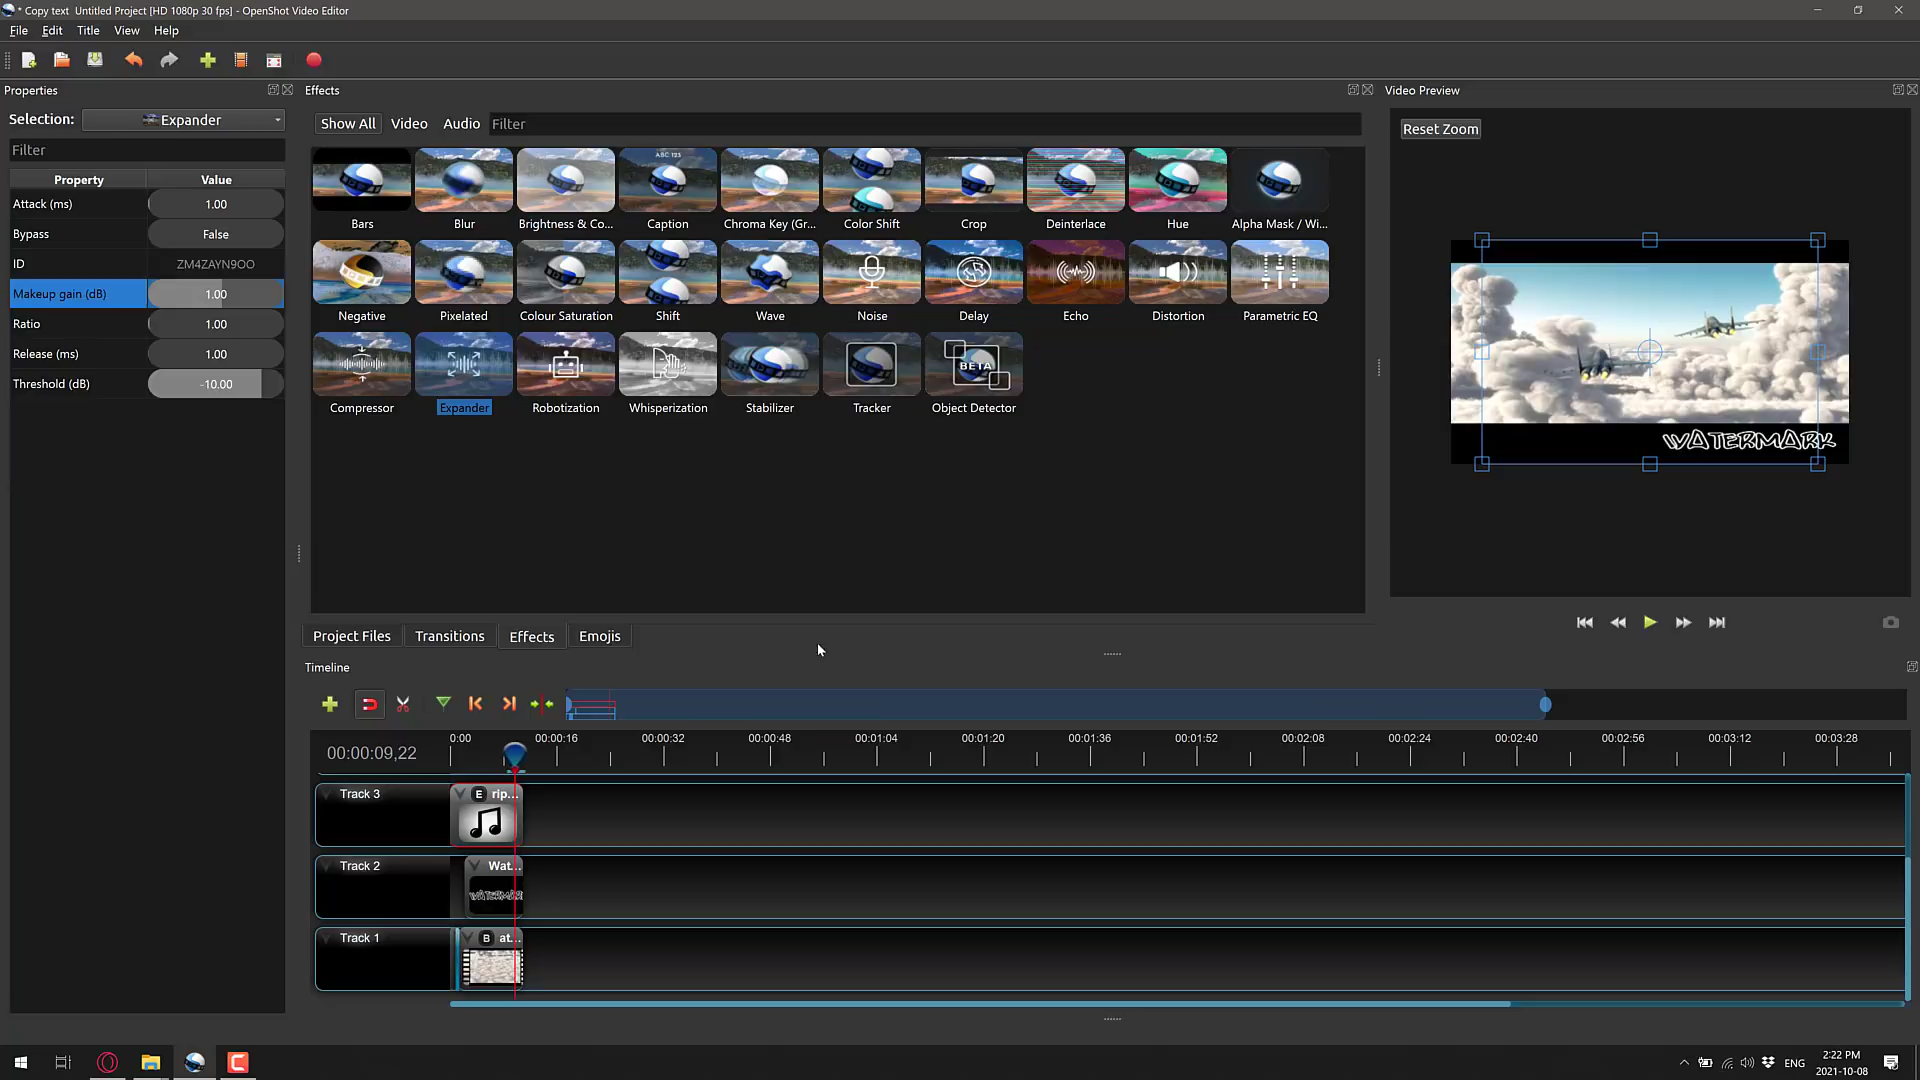 * Copy text  Untitled Project [HD 1080p 30 fps] - OpenShot Video Editor
File Edit Title View Help
Properties
Selection: Expander
Filter
Property Value
Attack (ms) 1.00
Bypass False
ID ZM4ZAYN9OO
Makeup gain (dB) 1.00
Ratio 1.00
Release (ms) 1.00
Threshold (dB) -10.00
Effects
Show All Video Audio Filter
ABC 123
Bars Blur Brightness & Co... Caption Chroma Key (Gr... Color Shift Crop Deinterlace Hue Alpha Mask / Wi...
Negative Pixelated Colour Saturation Shift Wave Noise Delay Echo Distortion Parametric EQ
BETA
Compressor Expander Robotization Whisperization Stabilizer Tracker Object Detector
Video Preview
Reset Zoom
WATERMARK
Project Files Transitions Effects Emojis
Timeline
00:00:09,22
0:00 00:00:16 00:00:32 00:00:48 00:01:04 00:01:20 00:01:36 00:01:52 00:02:08 00:02:24 00:02:40 00:02:56 00:03:12 00:03:28
Track 3 E rip...
Track 2 Wat...
WATERMAR
Track 1 B at...
ENG
2:22 PM
2021-10-08